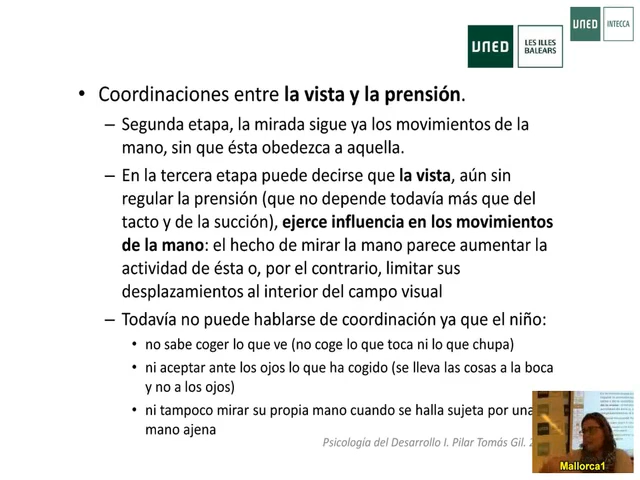 UNED
INTECCA
UNED
LES ILLES
BALEARS
• Coordinaciones entre la vista y la prensión.
– Segunda etapa, la mirada sigue ya los movimientos de la
mano, sin que ésta obedezca a aquella.
– En la tercera etapa puede decirse que la vista, aún sin
regular la prensión (que no depende todavía más que del
tacto y de la succión), ejerce influencia en los movimientos
de la mano: el hecho de mirar la mano parece aumentar la
actividad de ésta o, por el contrario, limitar sus
desplazamientos al interior del campo visual
– Todavía no puede hablarse de coordinación ya que el niño:
• no sabe coger lo que ve (no coge lo que toca ni lo que chupa)
• ni aceptar ante los ojos lo que ha cogido (se lleva las cosas a la boca
y no a los ojos)
• ni tampoco mirar su propia mano cuando se halla sujeta por una
mano ajena
Psicología del Desarrollo I. Pilar Tomás Gil.
Mallorca1